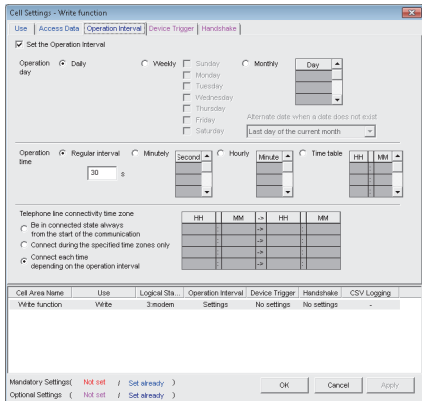 Cell Settings - Write function
Use Access Data Operation Interval Device Trigger Handshake
Set the Operation Interval
Operation day Daily Weekly Sunday Monthly Day
Monday
Tuesday
Wednesday
Thursday
Friday Alternate date when a date does not exist
Saturday Last day of the current month
Operation time Regular interval Minutely Second Hourly Minute Time table HH MM
30 s
Telephone line connectivity time zone
HH MM -> HH MM
Be in connected state always from the start of the communication : -> :
Connect during the specified time zones only : -> :
Connect each time depending on the operation interval : -> :
: -> :
Cell Area Name Use Logical Sta... Operation Interval Device Trigger Handshake CSV Logging
Write function Write 3:modem Settings No settings No settings -
Mandatory Settings( Not set / Set already )
Optional Settings ( Not set / Set already )
OK Cancel Apply